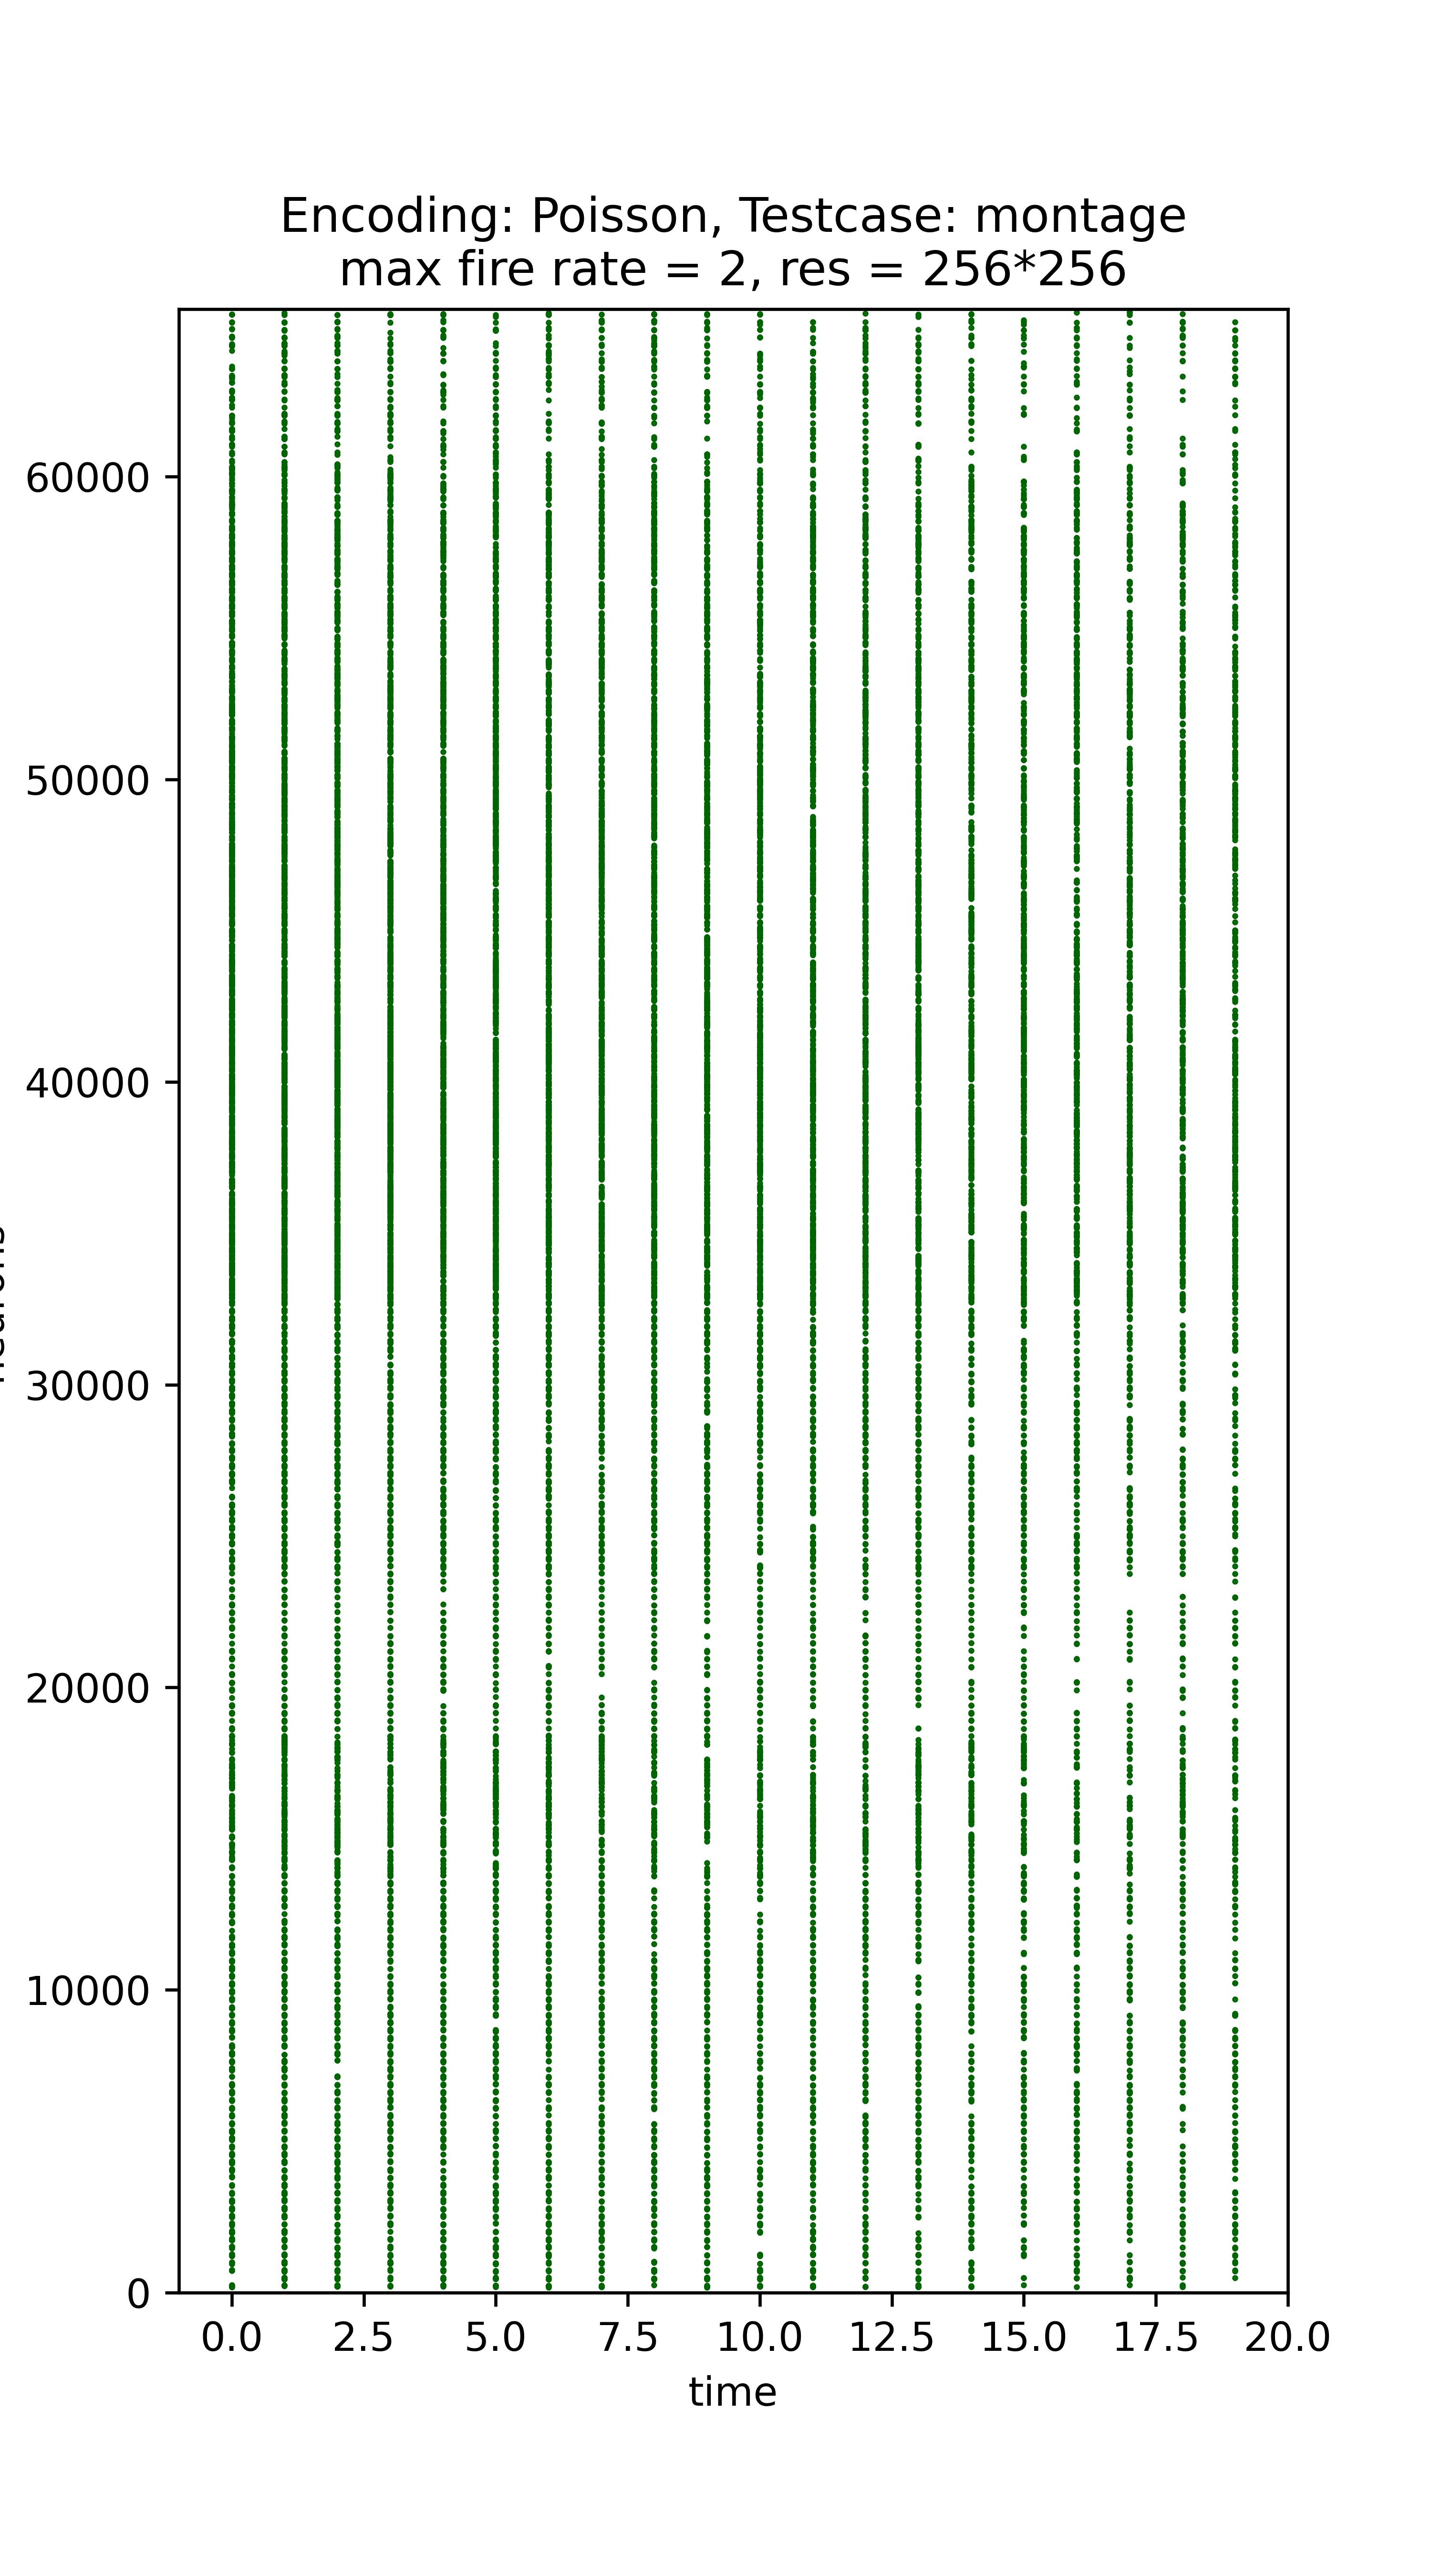 Encoding: Poisson, Testcase: montage
max fire rate = 2, res = 256*256
60000
50000
40000
30000
20000
10000
0
0.0 2.5 5.0 7.5 10.0 12.5 15.0 17.5 20.0
time